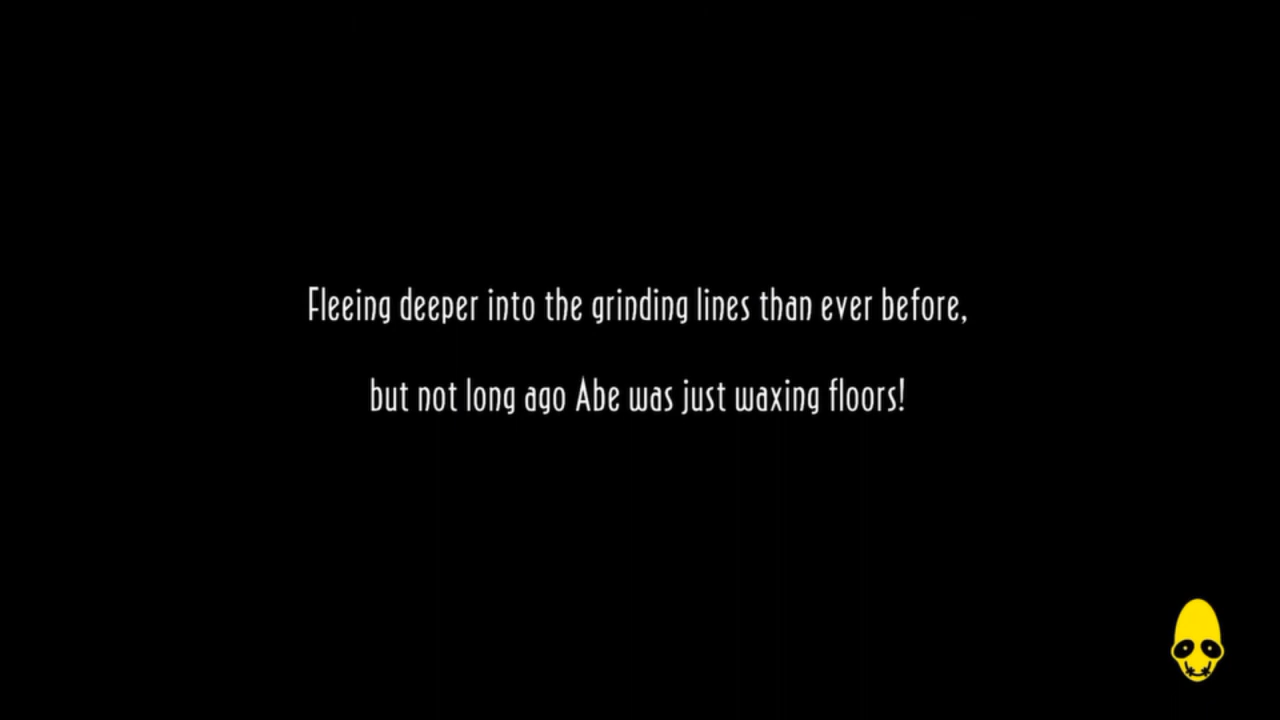 Fleeing deeper into the grinding lines than ever before,
but not long ago Abe was just waxing floors!